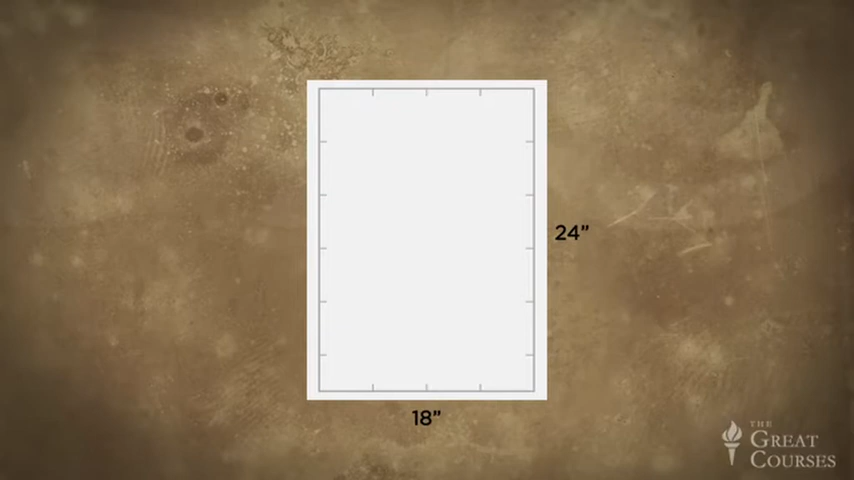 24”
18”
THE
GREAT
COURSES